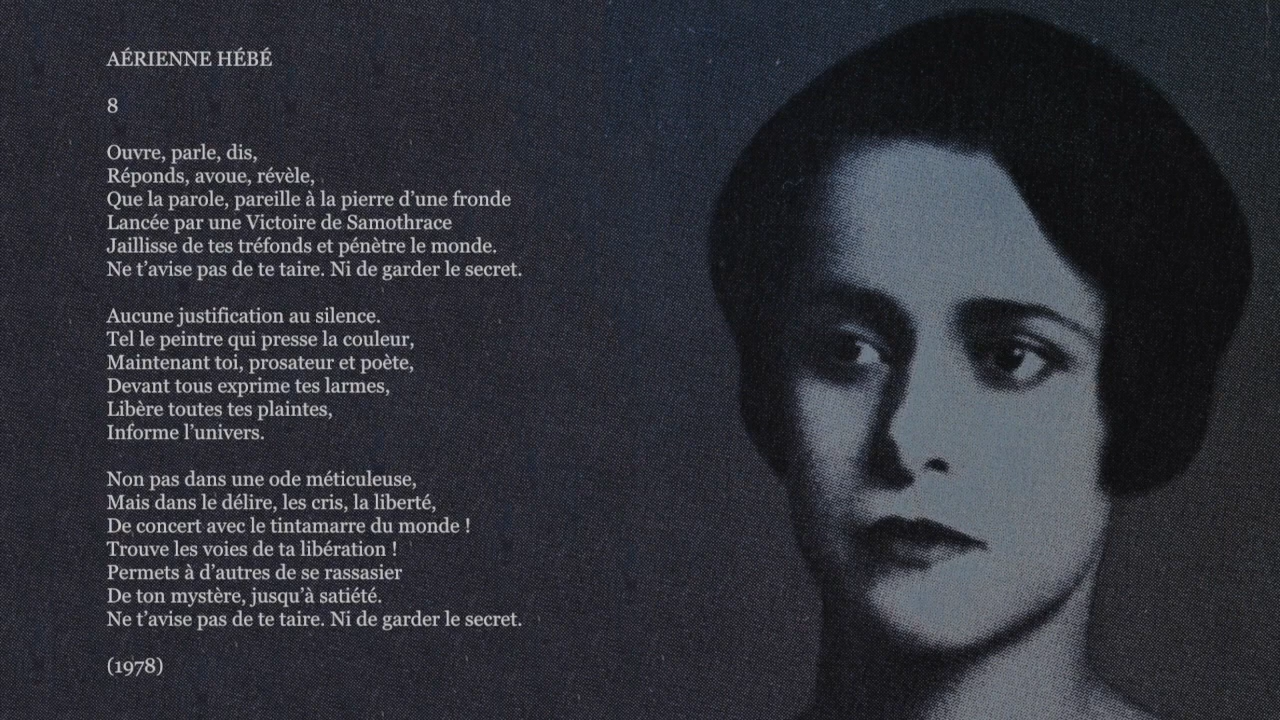 AÉRIENNE HÉBÉ
8
Ouvre, parle, dis,
Réponds, avoue, révèle,
Que la parole, pareille à la pierre d’une fronde
Lancée par une Victoire de Samothrace
Jaillisse de tes tréfonds et pénètre le monde.
Ne t’avise pas de te taire. Ni de garder le secret.
Aucune justification au silence.
Tel le peintre qui presse la couleur,
Maintenant toi, prosateur et poète,
Devant tous exprime tes larmes,
Libère toutes tes plaintes,
Informe l’univers.
Non pas dans une ode méticuleuse,
Mais dans le délire, les cris, la liberté,
De concert avec le tintamarre du monde !
Trouve les voies de ta libération !
Permets à d’autres de se rassasier
De ton mystère, jusqu’à satiété.
Ne t’avise pas de te taire. Ni de garder le secret.
(1978)